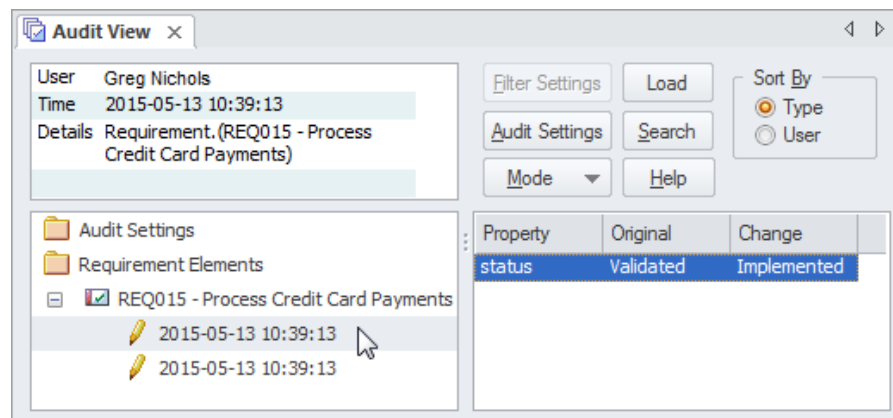 Audit View
User Greg Nichols
Time 2015-05-13 10:39:13
Details Requirement.(REQ015 - Process
Credit Card Payments)
Filter Settings Load
Audit Settings Search
Mode Help
Sort By
Type
User
Audit Settings
Requirement Elements
REQ015 - Process Credit Card Payments
2015-05-13 10:39:13
2015-05-13 10:39:13
Property Original Change
status Validated Implemented